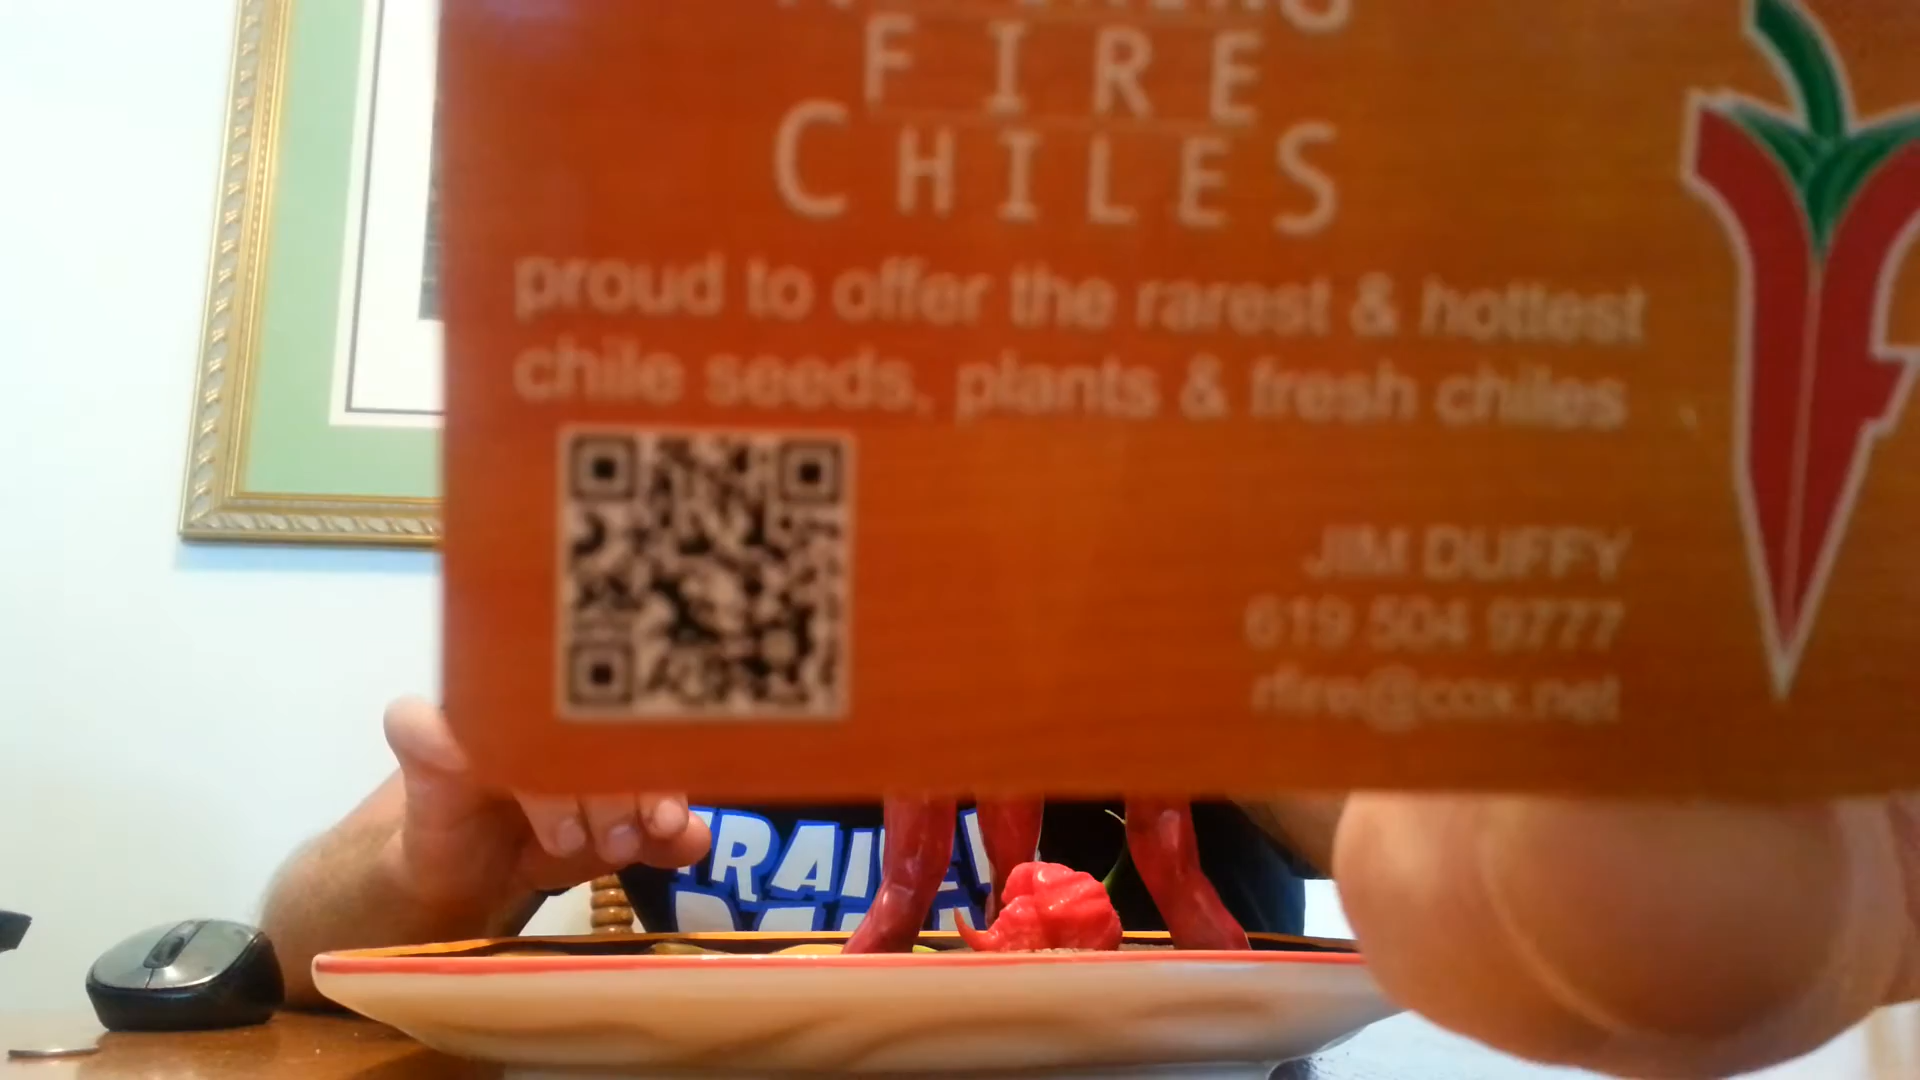 FIRE
CHILES
proud to offer the rarest & hottest
chile seeds, plants & fresh chiles
JIM DUFFY
619 504 9777
rfire@cox.net